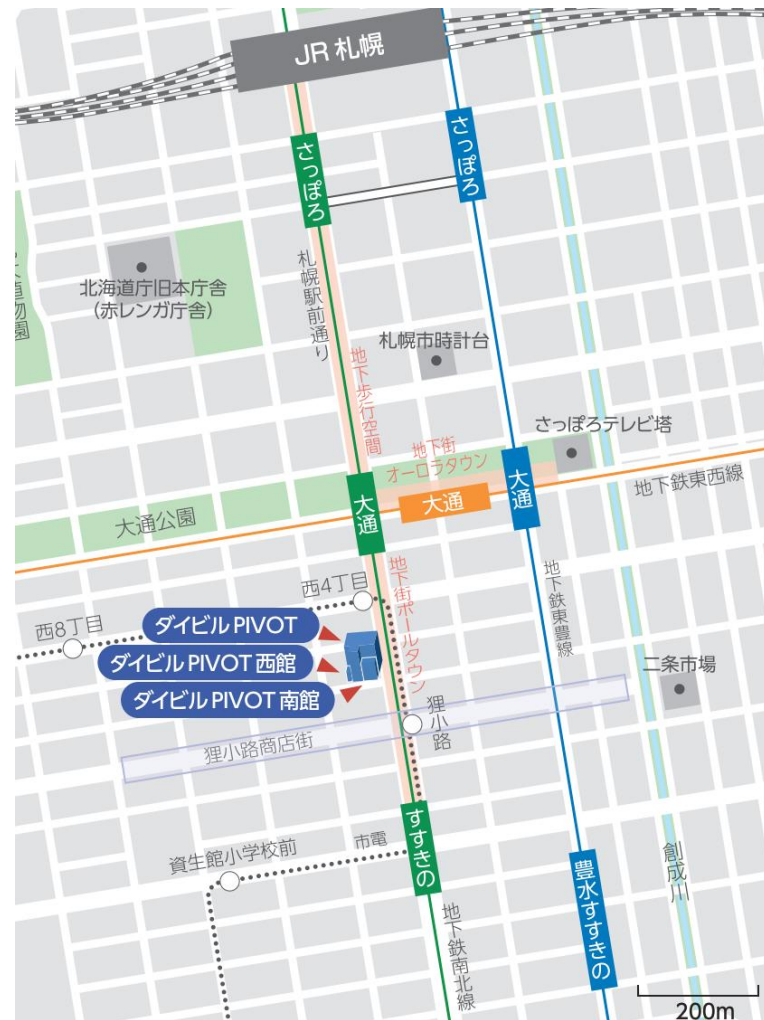 JR 札幌
さっぽろ
さっぽろ
札幌駅前通り
北海道庁旧本庁舎
(赤レンガ庁舎)
植物園
札幌市時計台
地下歩行空間
さっぽろテレビ塔
地下街
オーロラタウン
大通
大通
大通
地下鉄東西線
大通公園
地下街ポールタウン
地下鉄東豊線
西4丁目
西8丁目
ダイビル PIVOT
ダイビル PIVOT 西館
ダイビル PIVOT 南館
二条市場
狸小路
狸小路商店街
すすきの
市電
資生館小学校前
創成川
豊水すすきの
地下鉄南北線
200m